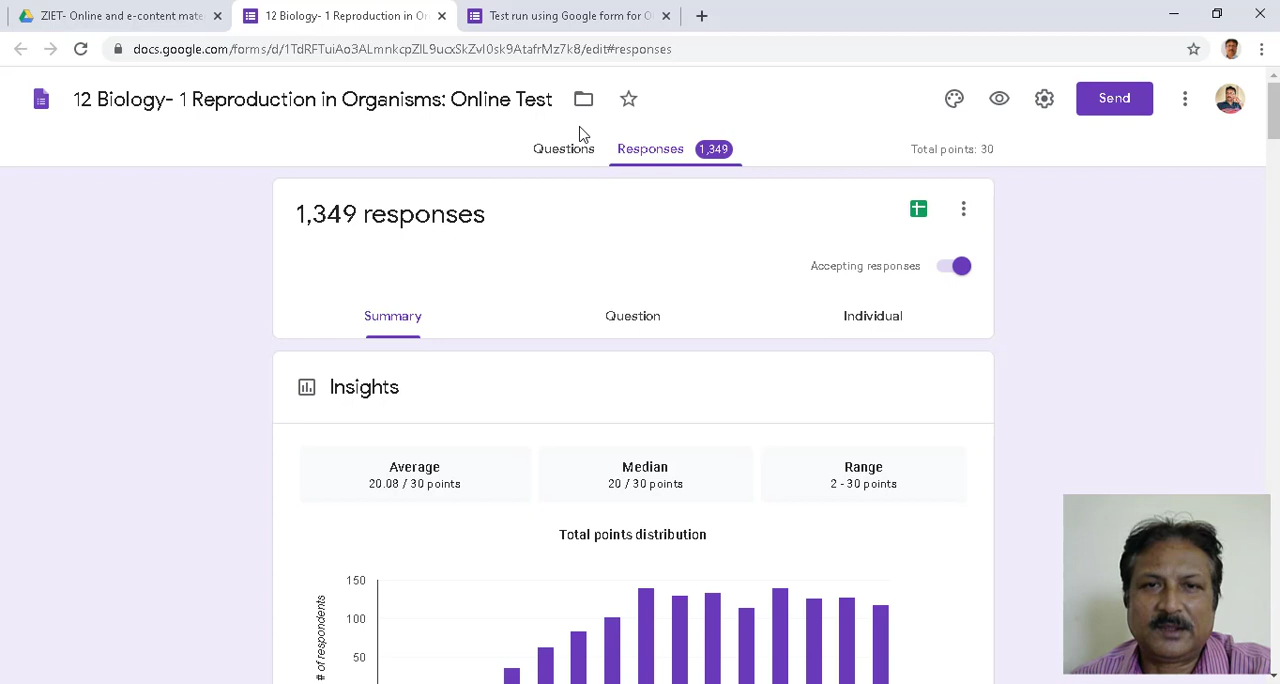 ZIET- Online and e-content mate
12 Biology- 1 Reproduction in Or
Test run using Google form for O
docs.google.com/forms/d/1TdRFTuiAo3ALmnkcpZIL9ucxSkZvI0sk9AtafrMz7k8/edit#responses
12 Biology- 1 Reproduction in Organisms: Online Test
Send
Questions
Responses 1,349
Total points: 30
1,349 responses
Accepting responses
Summary
Question
Individual
Insights
Average
20.08 / 30 points
Median
20 / 30 points
Range
2 - 30 points
Total points distribution
150
100
50
# of respondents